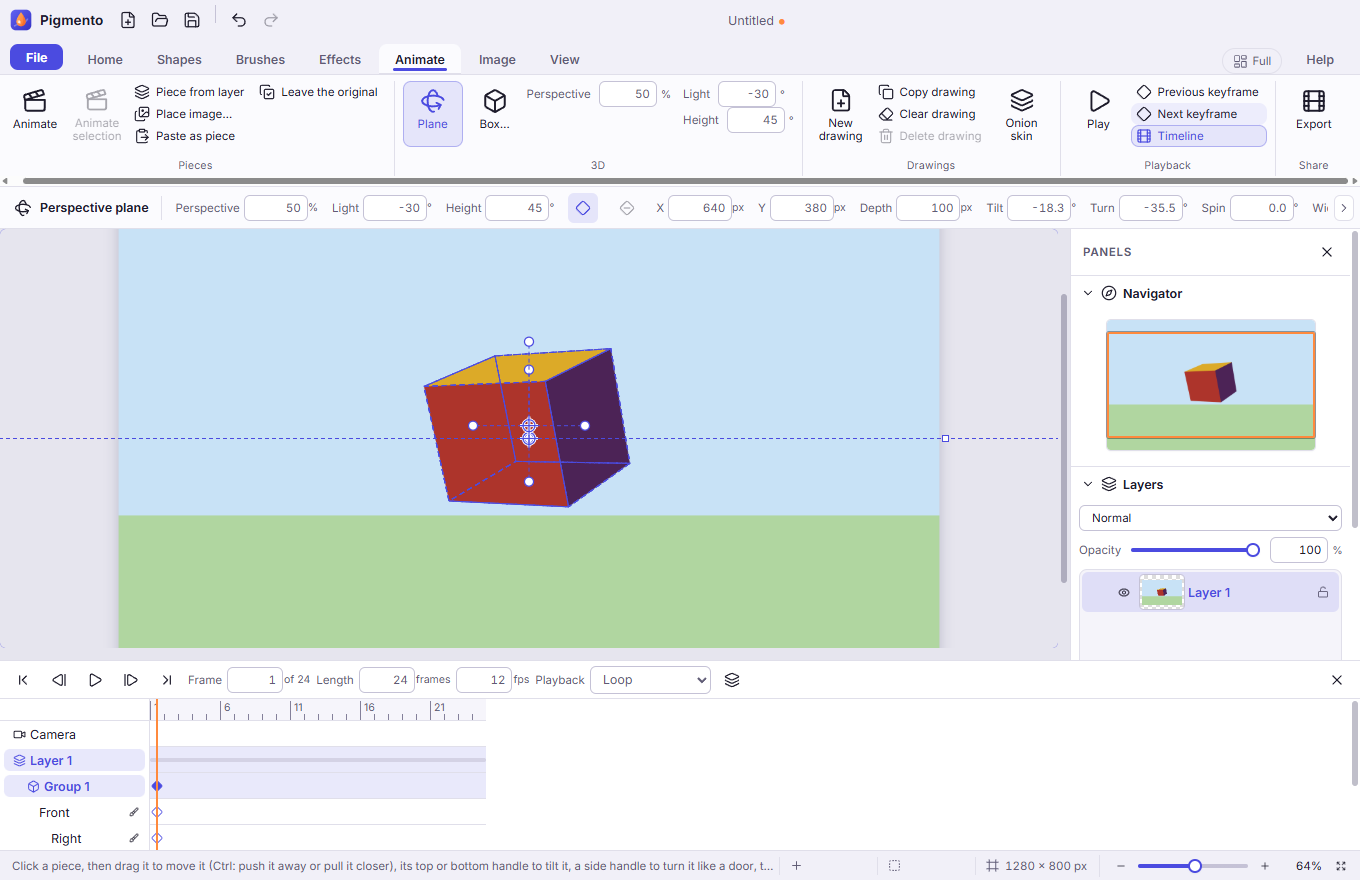 Pigmento
Untitled
File Home Shapes Brushes Effects Animate Image View Full Help
Animate
Animate selection
Piece from layer
Leave the original
Place image...
Paste as piece
Pieces
Plane
Box...
Perspective 50 %
Light -30 °
Height 45 °
3D
New drawing
Copy drawing
Clear drawing
Delete drawing
Onion skin
Drawings
Play
Previous keyframe
Next keyframe
Timeline
Playback
Export
Share
Perspective plane Perspective 50 % Light -30 ° Height 45 ° X 640 px Y 380 px Depth 100 px Tilt -18.3 ° Turn -35.5 ° Spin 0.0 °
PANELS
Navigator
Layers
Normal
Opacity 100 %
Layer 1
Frame 1 of 24 Length 24 frames 12 fps Playback Loop
6 11 16 21
Camera
Layer 1
Group 1
Front
Right
Click a piece, then drag it to move it (Ctrl: push it away or pull it closer), its top or bottom handle to tilt it, a side handle to turn it like a door, t...
1280 × 800 px
64%